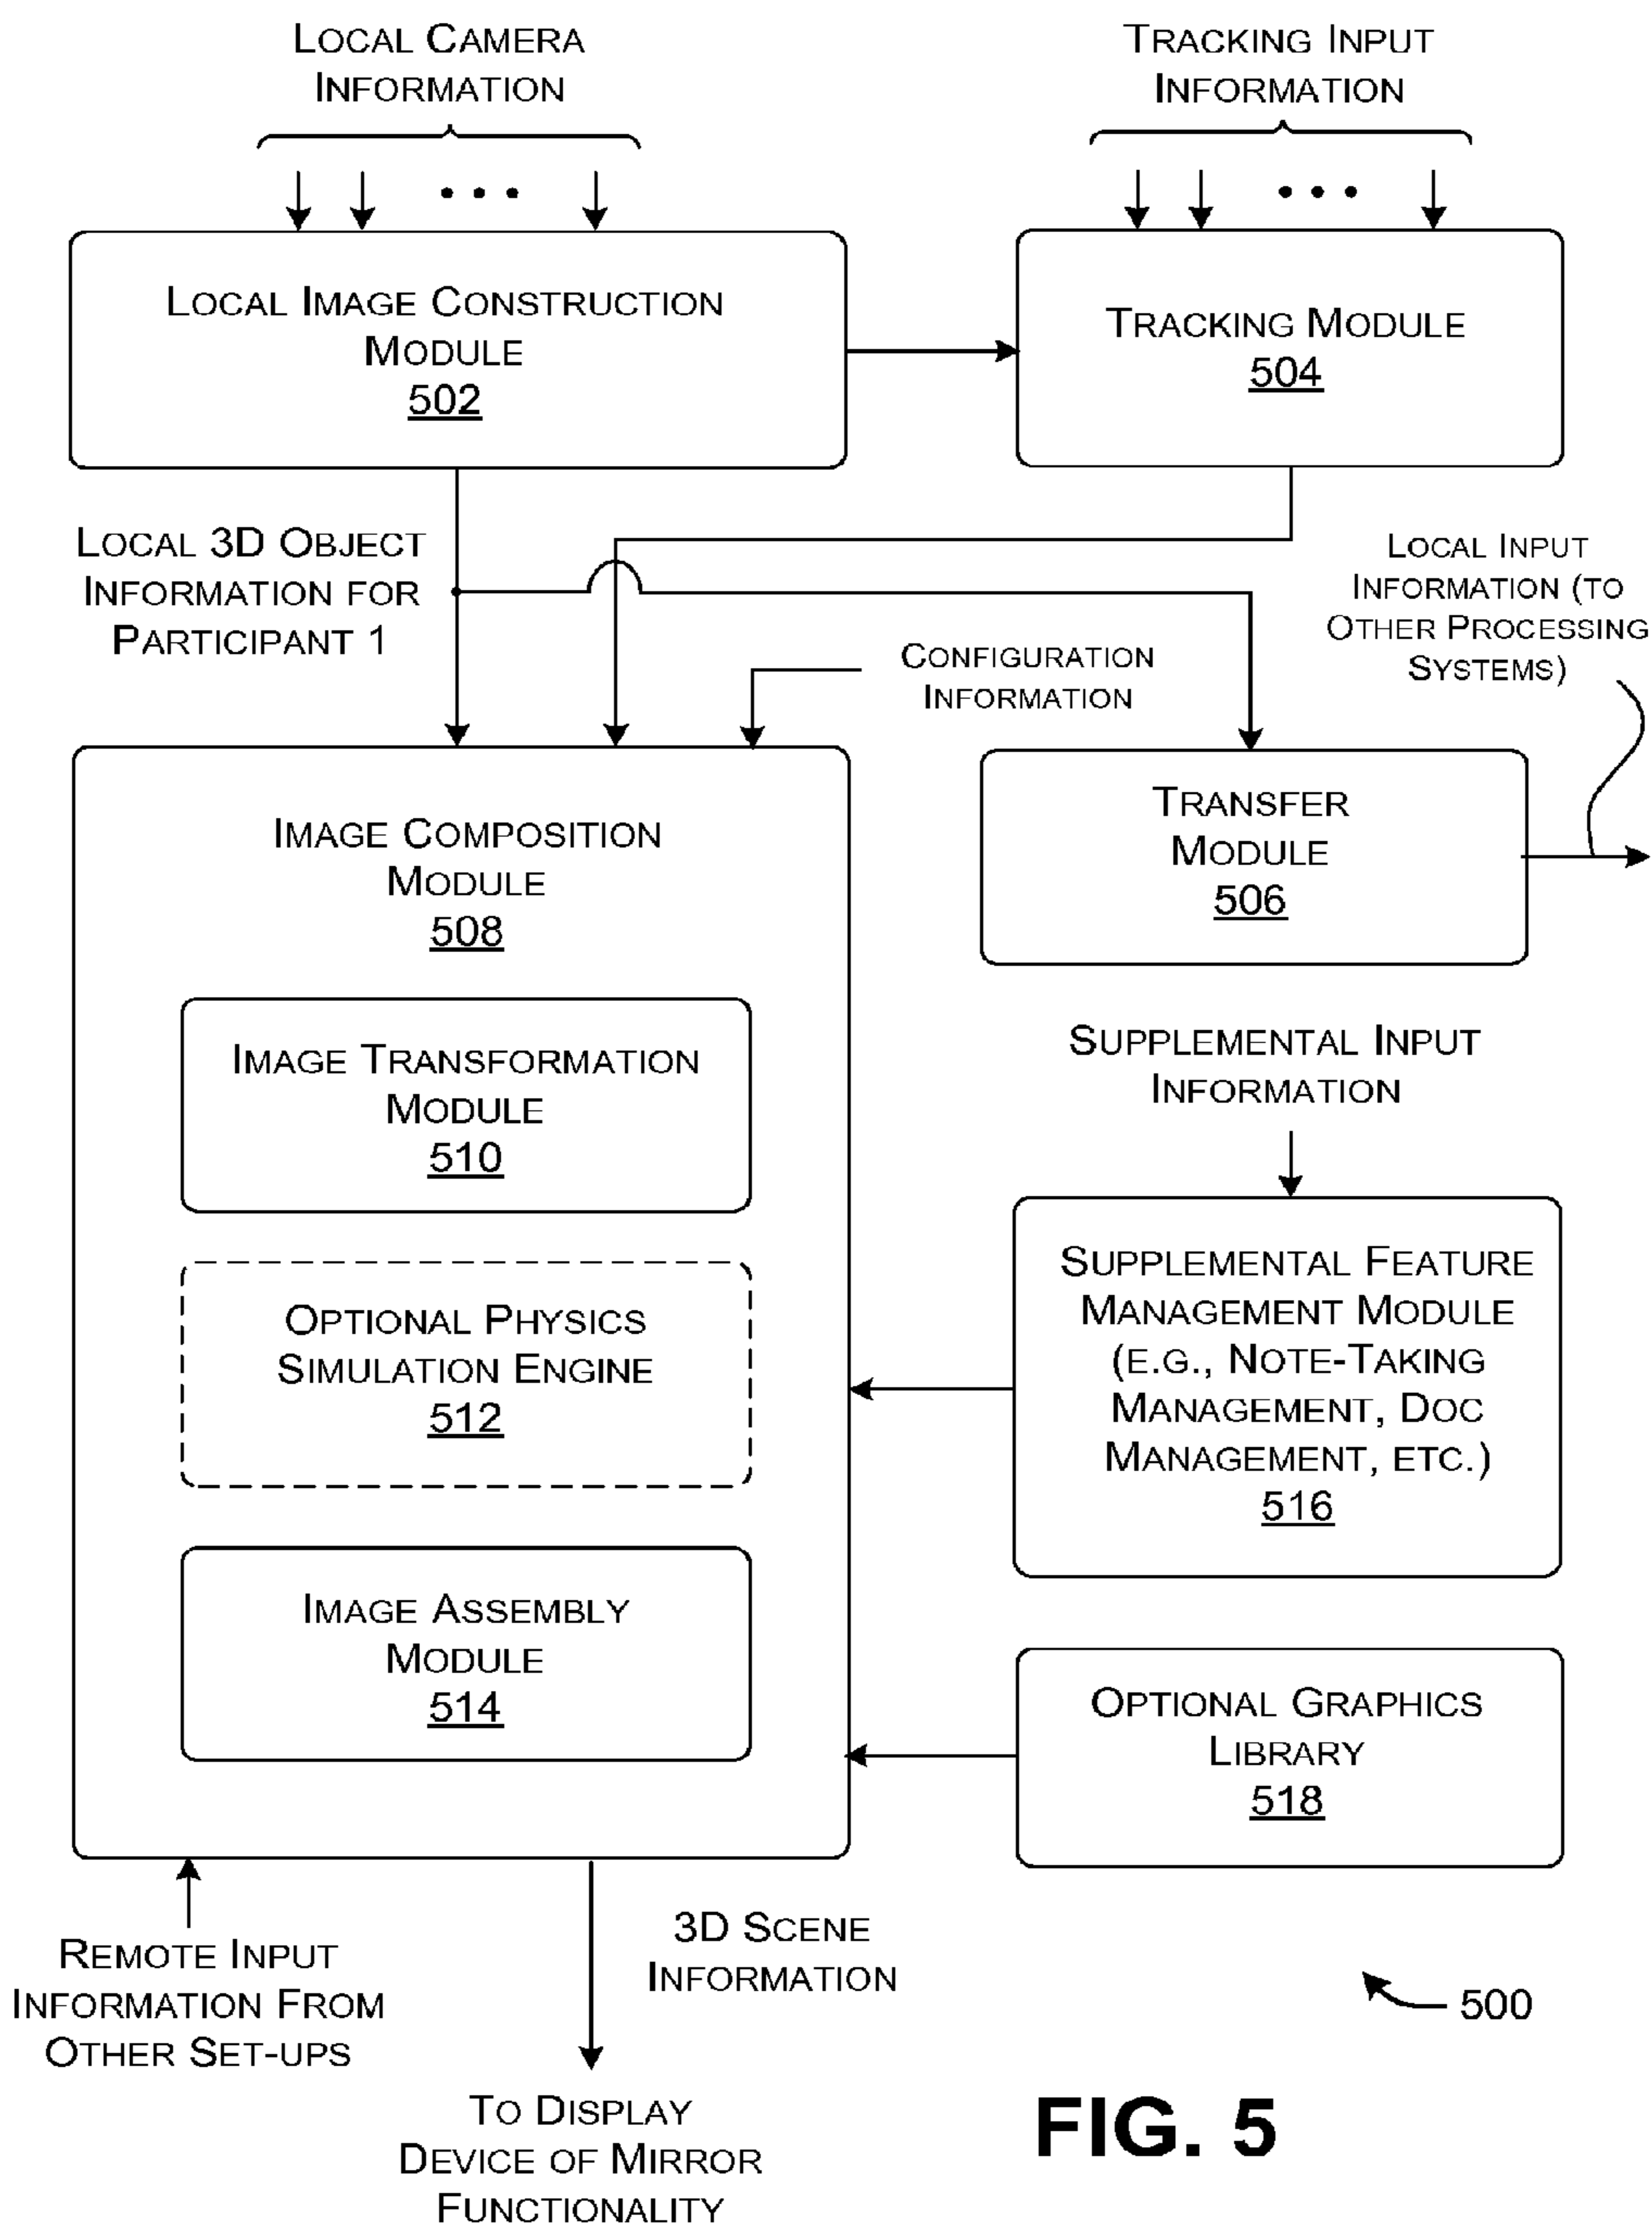 LOCAL CAMERA
INFORMATION
TRACKING INPUT
INFORMATION
LOCAL IMAGE CONSTRUCTION
MODULE
502
TRACKING MODULE
504
LOCAL 3D OBJECT
INFORMATION FOR
PARTICIPANT 1
LOCAL INPUT
INFORMATION (TO
OTHER PROCESSING
SYSTEMS)
CONFIGURATION
INFORMATION
IMAGE COMPOSITION
MODULE
508
TRANSFER
MODULE
506
IMAGE TRANSFORMATION
MODULE
510
SUPPLEMENTAL INPUT
INFORMATION
OPTIONAL PHYSICS
SIMULATION ENGINE
512
SUPPLEMENTAL FEATURE
MANAGEMENT MODULE
(E.G., NOTE-TAKING
MANAGEMENT, DOC
MANAGEMENT, ETC.)
516
IMAGE ASSEMBLY
MODULE
514
OPTIONAL GRAPHICS
LIBRARY
518
REMOTE INPUT
INFORMATION FROM
OTHER SET-UPS
3D SCENE
INFORMATION
500
TO DISPLAY
DEVICE OF MIRROR
FUNCTIONALITY
FIG. 5